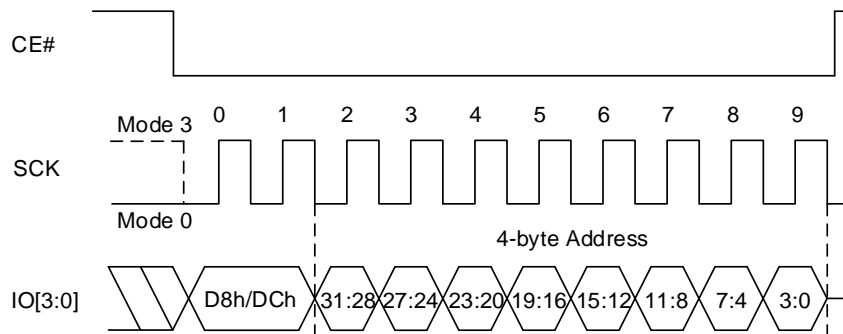 CE#
0 1 2 3 4 5 6 7 8 9
Mode 3
SCK
Mode 0
4-byte Address
IO[3:0] D8h/DCh 31:28 27:24 23:20 19:16 15:12 11:8 7:4 3:0